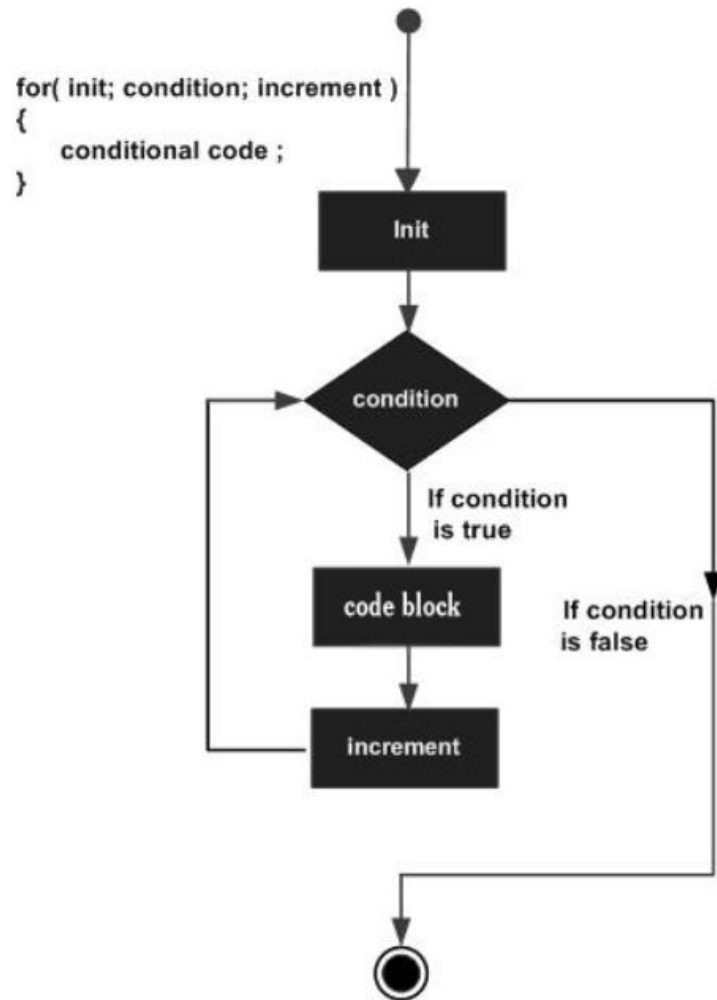 for( init; condition; increment )
{
conditional code ;
}
Init
condition
If condition
is true
code block
If condition
is false
increment